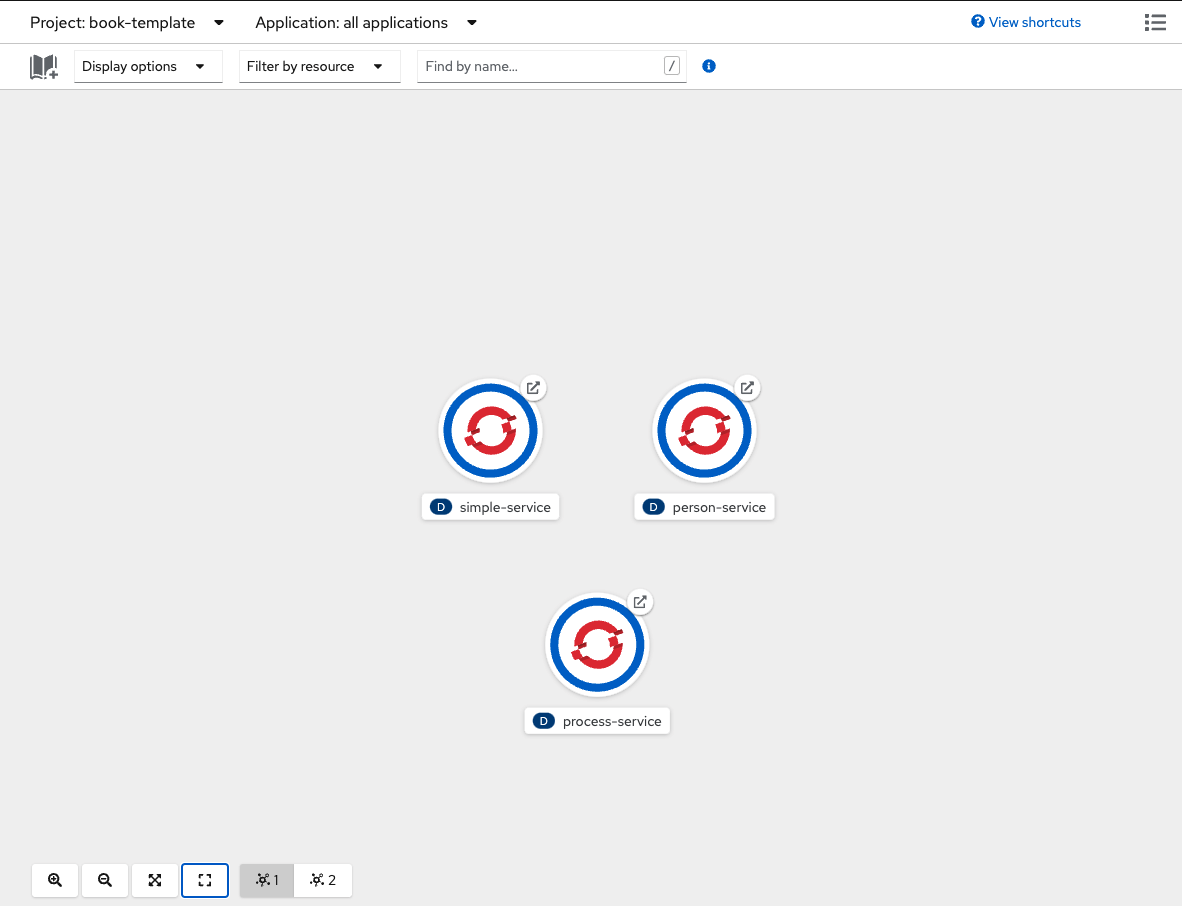 Project: book-template Application: all applications View shortcuts
Display options Filter by resource Find by name... /
D simple-service D person-service
D process-service
1 2